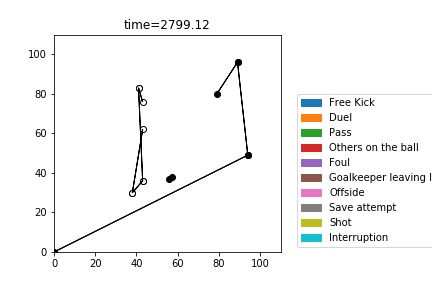 time=2799.12
100
80
60
40
20
0
0 20 40 60 80 100
Free Kick
Duel
Pass
Others on the ball
Foul
Goalkeeper leaving l
Offside
Save attempt
Shot
Interruption